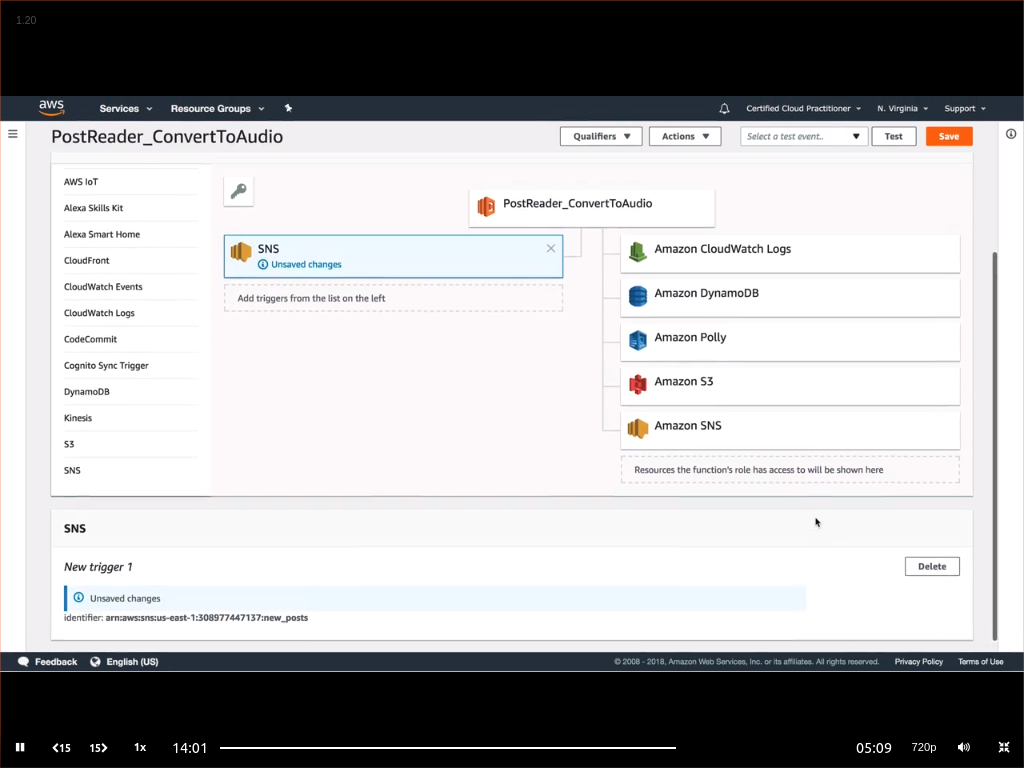 1.20
aws
Services
Resource Groups
Certified Cloud Practitioner
N. Virginia
Support
PostReader_ConvertToAudio
Qualifiers
Actions
Select a test event..
Test
Save
AWS IoT
Alexa Skills Kit
Alexa Smart Home
CloudFront
CloudWatch Events
CloudWatch Logs
CodeCommit
Cognito Sync Trigger
DynamoDB
Kinesis
S3
SNS
PostReader_ConvertToAudio
SNS
Unsaved changes
Add triggers from the list on the left
Amazon CloudWatch Logs
Amazon DynamoDB
Amazon Polly
Amazon S3
Amazon SNS
Resources the function's role has access to will be shown here
SNS
New trigger 1
Delete
Unsaved changes
identifier: arn:aws:sns:us-east-1:308977447137:new_posts
Feedback
English (US)
© 2008 - 2018, Amazon Web Services, Inc. or its affiliates. All rights reserved.
Privacy Policy
Terms of Use
15
15
1x
14:01
05:09
720p